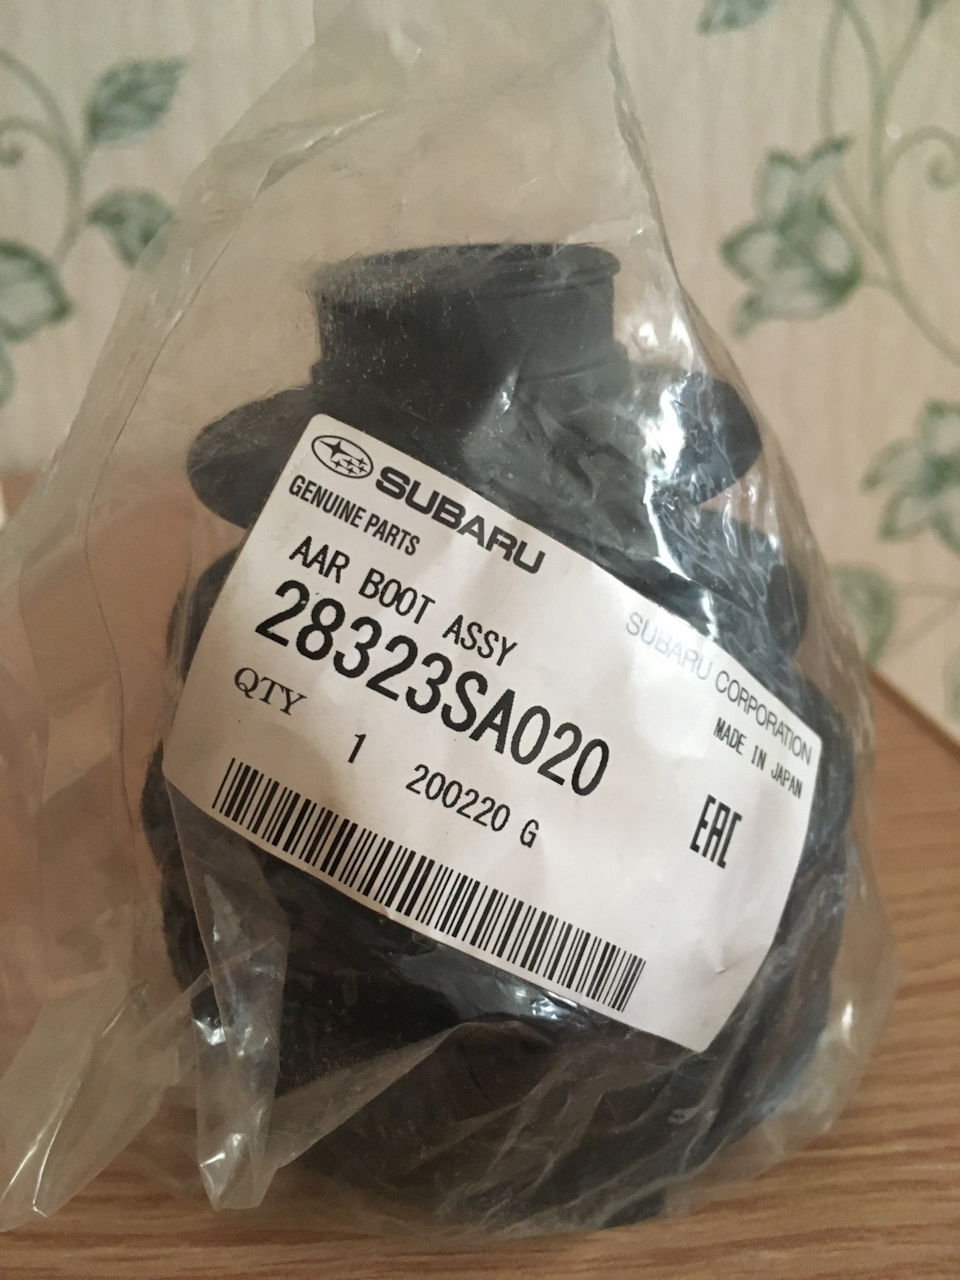 SUBARU
GENUINE PARTS
AAR BOOT ASSY
28323SA020
SUBARU CORPORATION
MADE IN JAPAN
QTY
1
200220 G
EAC